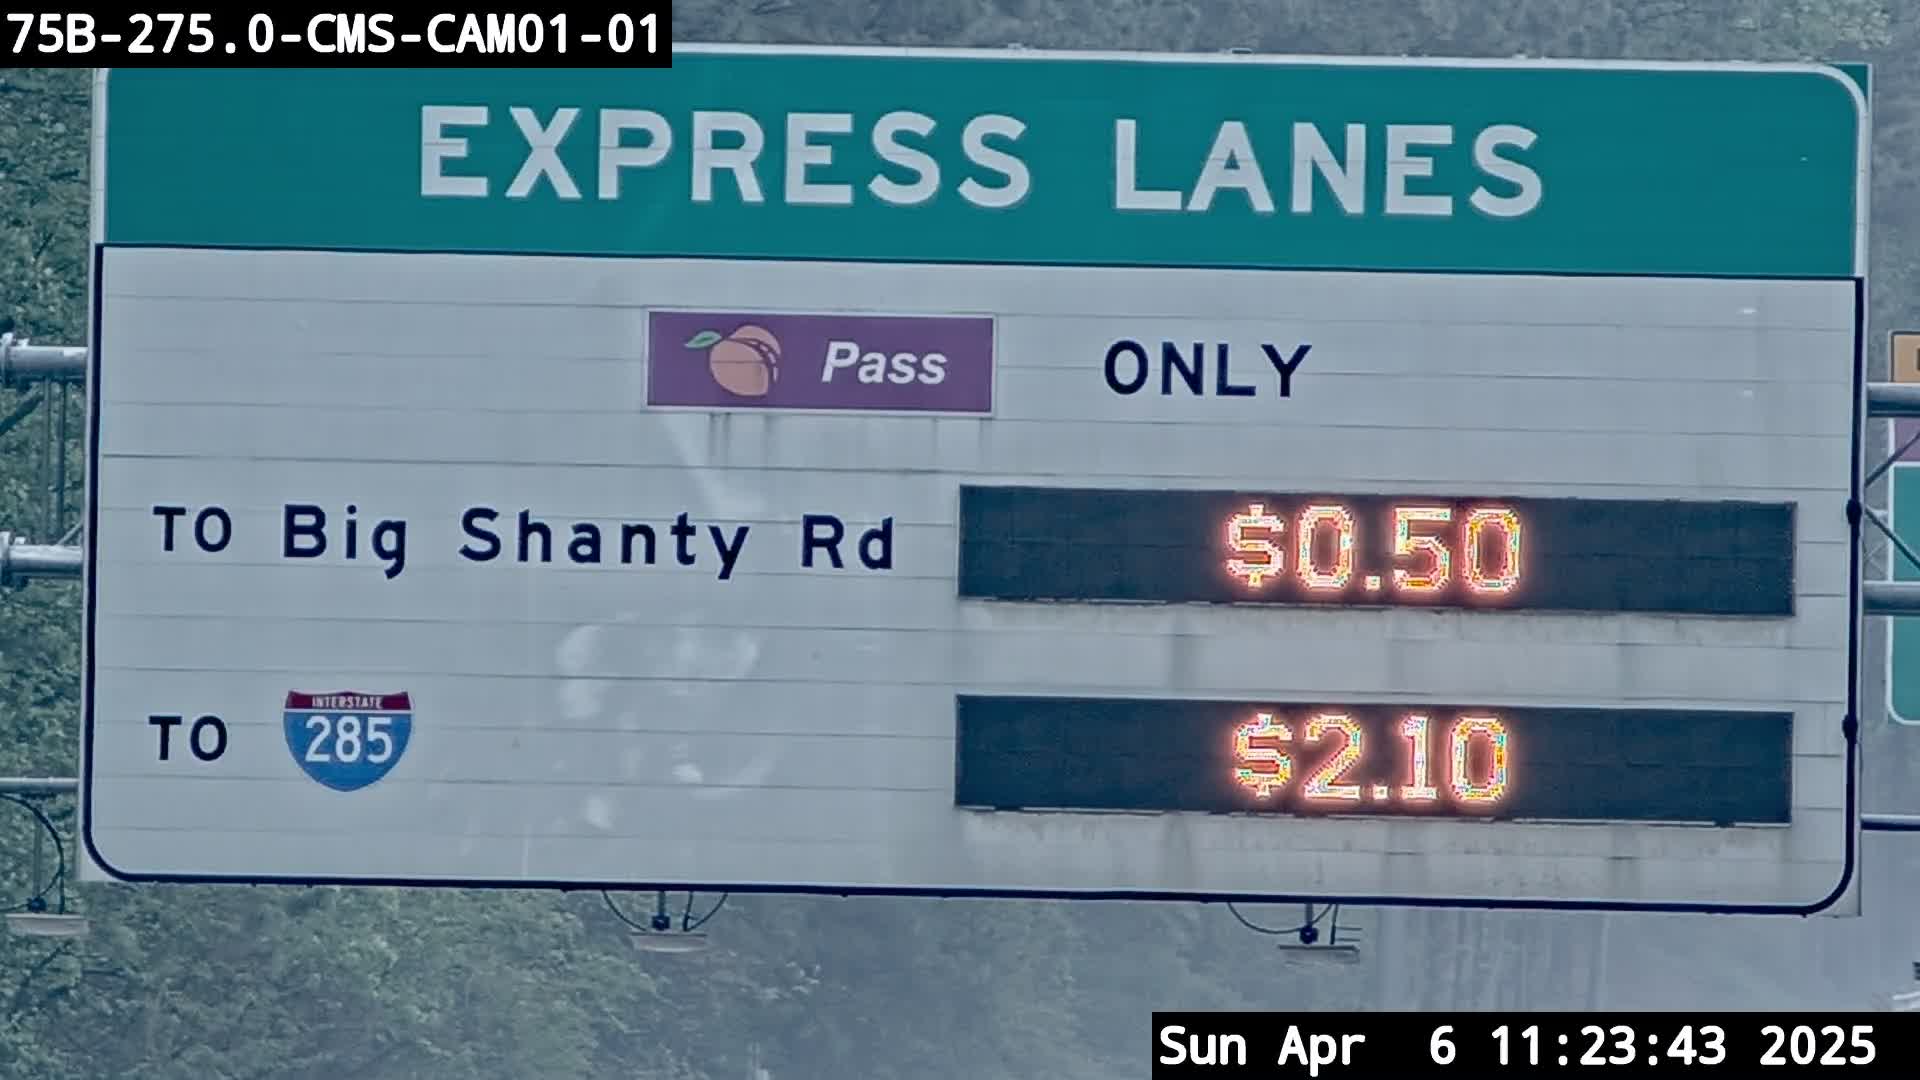 75B-275.0-CMS-CAM01-01
EXPRESS LANES
Pass ONLY
TO Big Shanty Rd $0.50
INTERSTATE
TO 285 $2.10
Sun Apr 6 11:23:43 2025